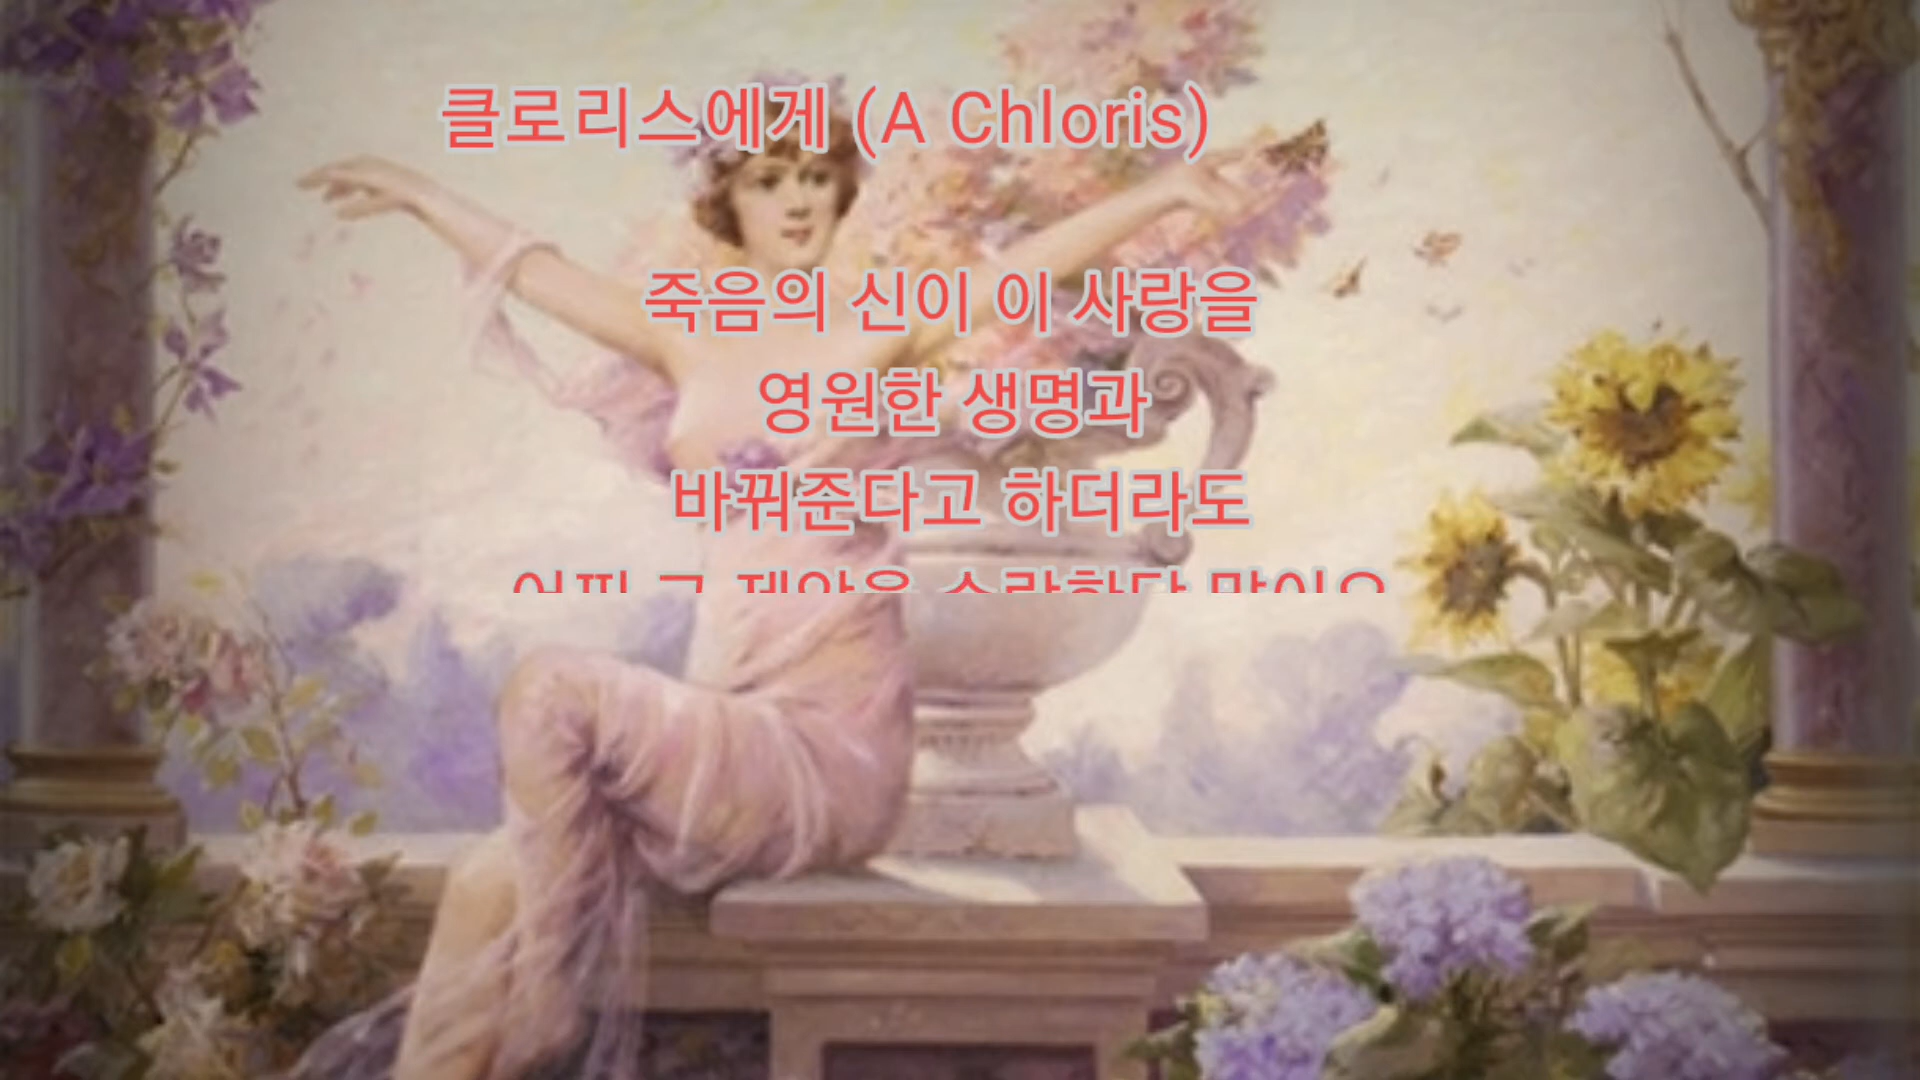 클로리스에게 (A Chloris)
죽음의 신이 이 사랑을
영원한 생명과
바꿔준다고 하더라도